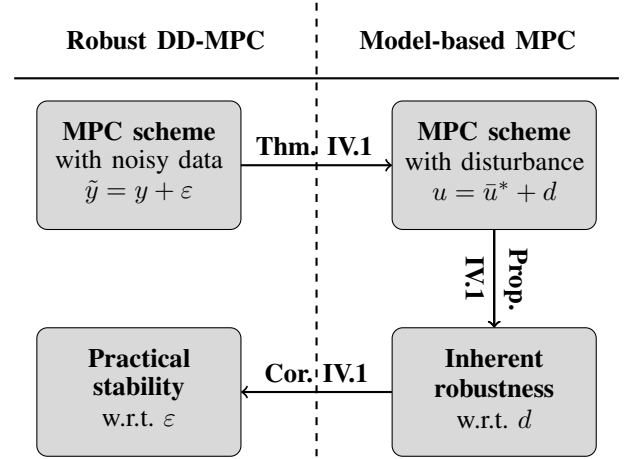 Robust DD-MPC
Model-based MPC
MPC scheme
with noisy data
ỹ = y + ε
Thm. IV.1
MPC scheme
with disturbance
u = ū* + d
Prop.
IV.1
Practical
stability
w.r.t. ε
Cor. IV.1
Inherent
robustness
w.r.t. d